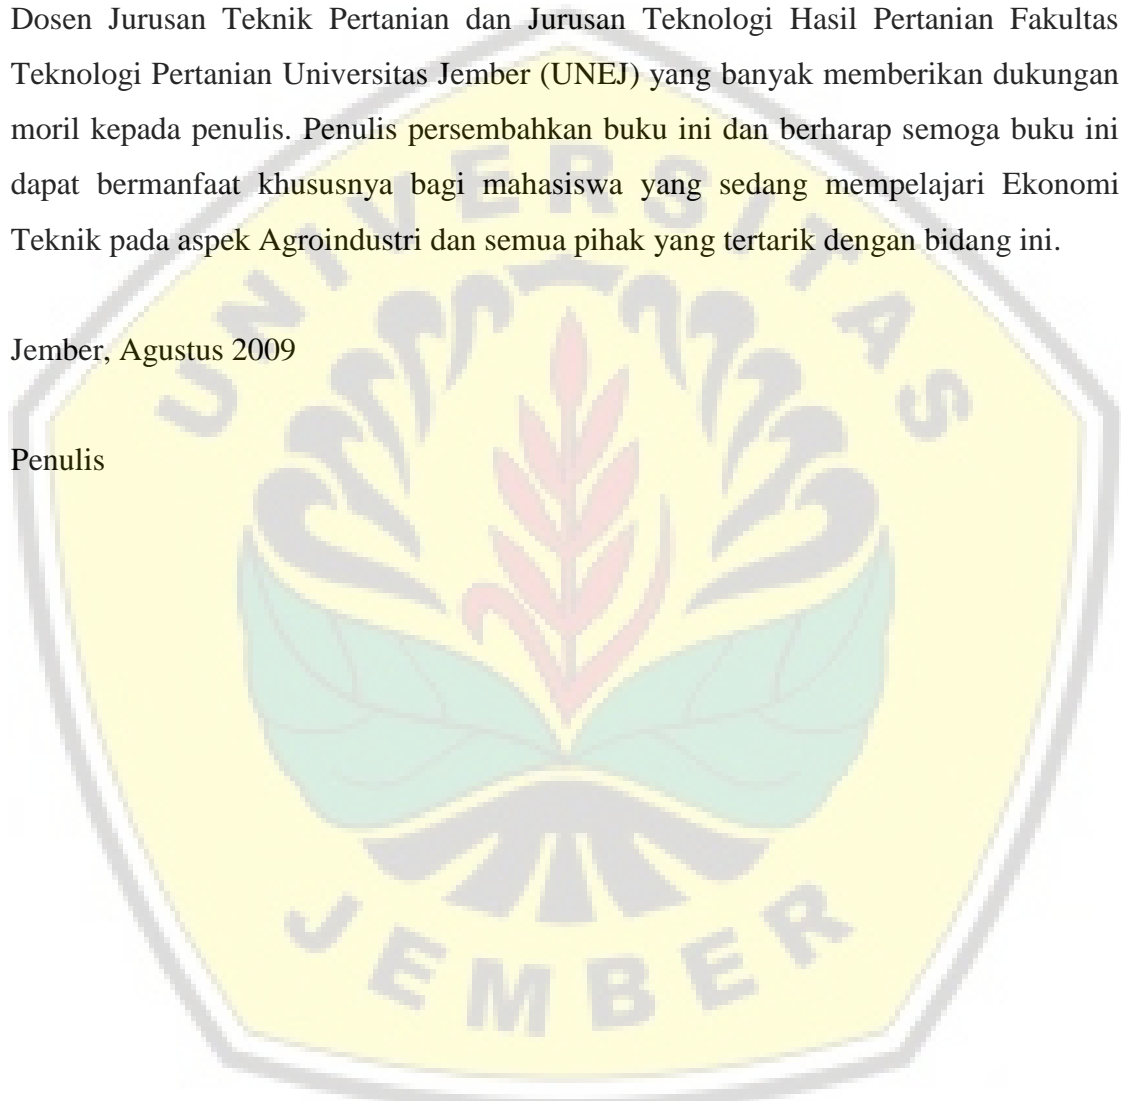 Dosen Jurusan Teknik Pertanian dan Jurusan Teknologi Hasil Pertanian Fakultas
Teknologi Pertanian Universitas Jember (UNEJ) yang banyak memberikan dukungan
moril kepada penulis. Penulis persembahkan buku ini dan berharap semoga buku ini
dapat bermanfaat khususnya bagi mahasiswa yang sedang mempelajari Ekonomi
Teknik pada aspek Agroindustri dan semua pihak yang tertarik dengan bidang ini.
Jember, Agustus 2009
Penulis
UNIVERSITAS
JEMBER